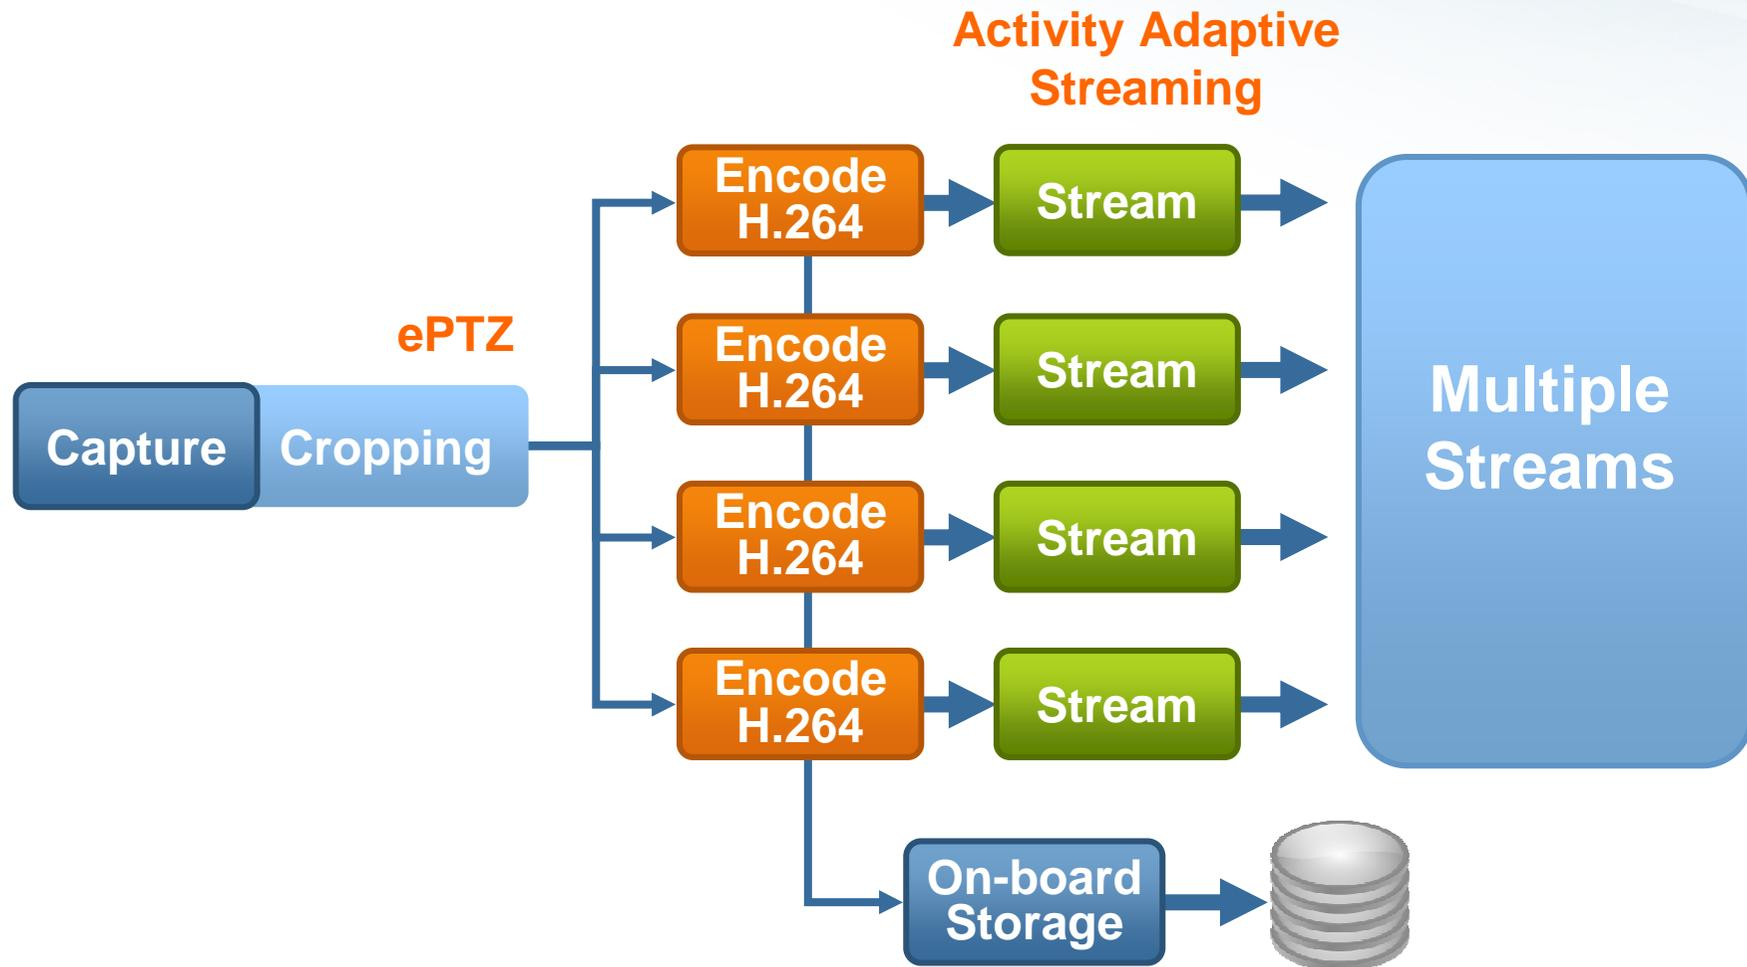 Activity Adaptive
Streaming
Encode
H.264
Stream
ePTZ
Encode
H.264
Stream
Multiple
Streams
Capture
Cropping
Encode
H.264
Stream
Encode
H.264
Stream
On-board
Storage